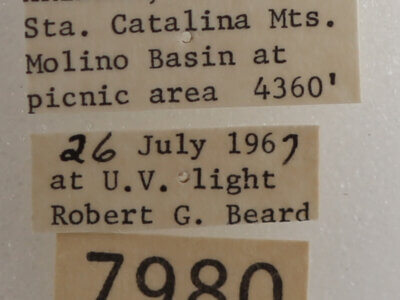 Sta. Catalina Mts.
Molino Basin at
picnic area 4360'
26 July 1967
at U.V. light
Robert G. Beard
7980